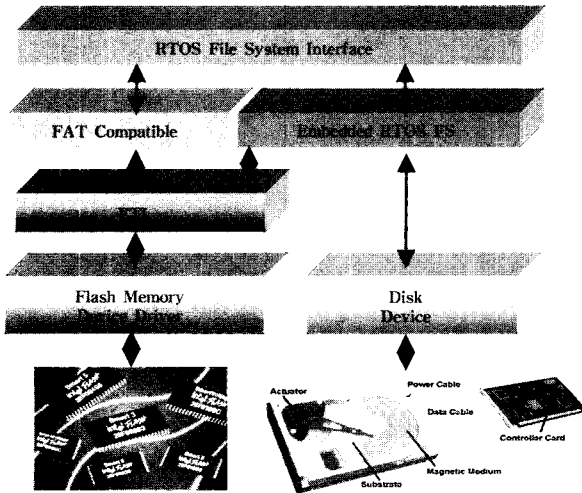 RTOS File System Interface
FAT Compatible
Embedded RTOS FS
FTL
Flash Memory
Device Driver
Disk
Device
Actuator
Power Cable
Data Cable
Controller Card
Magnetic Medium
Substrate